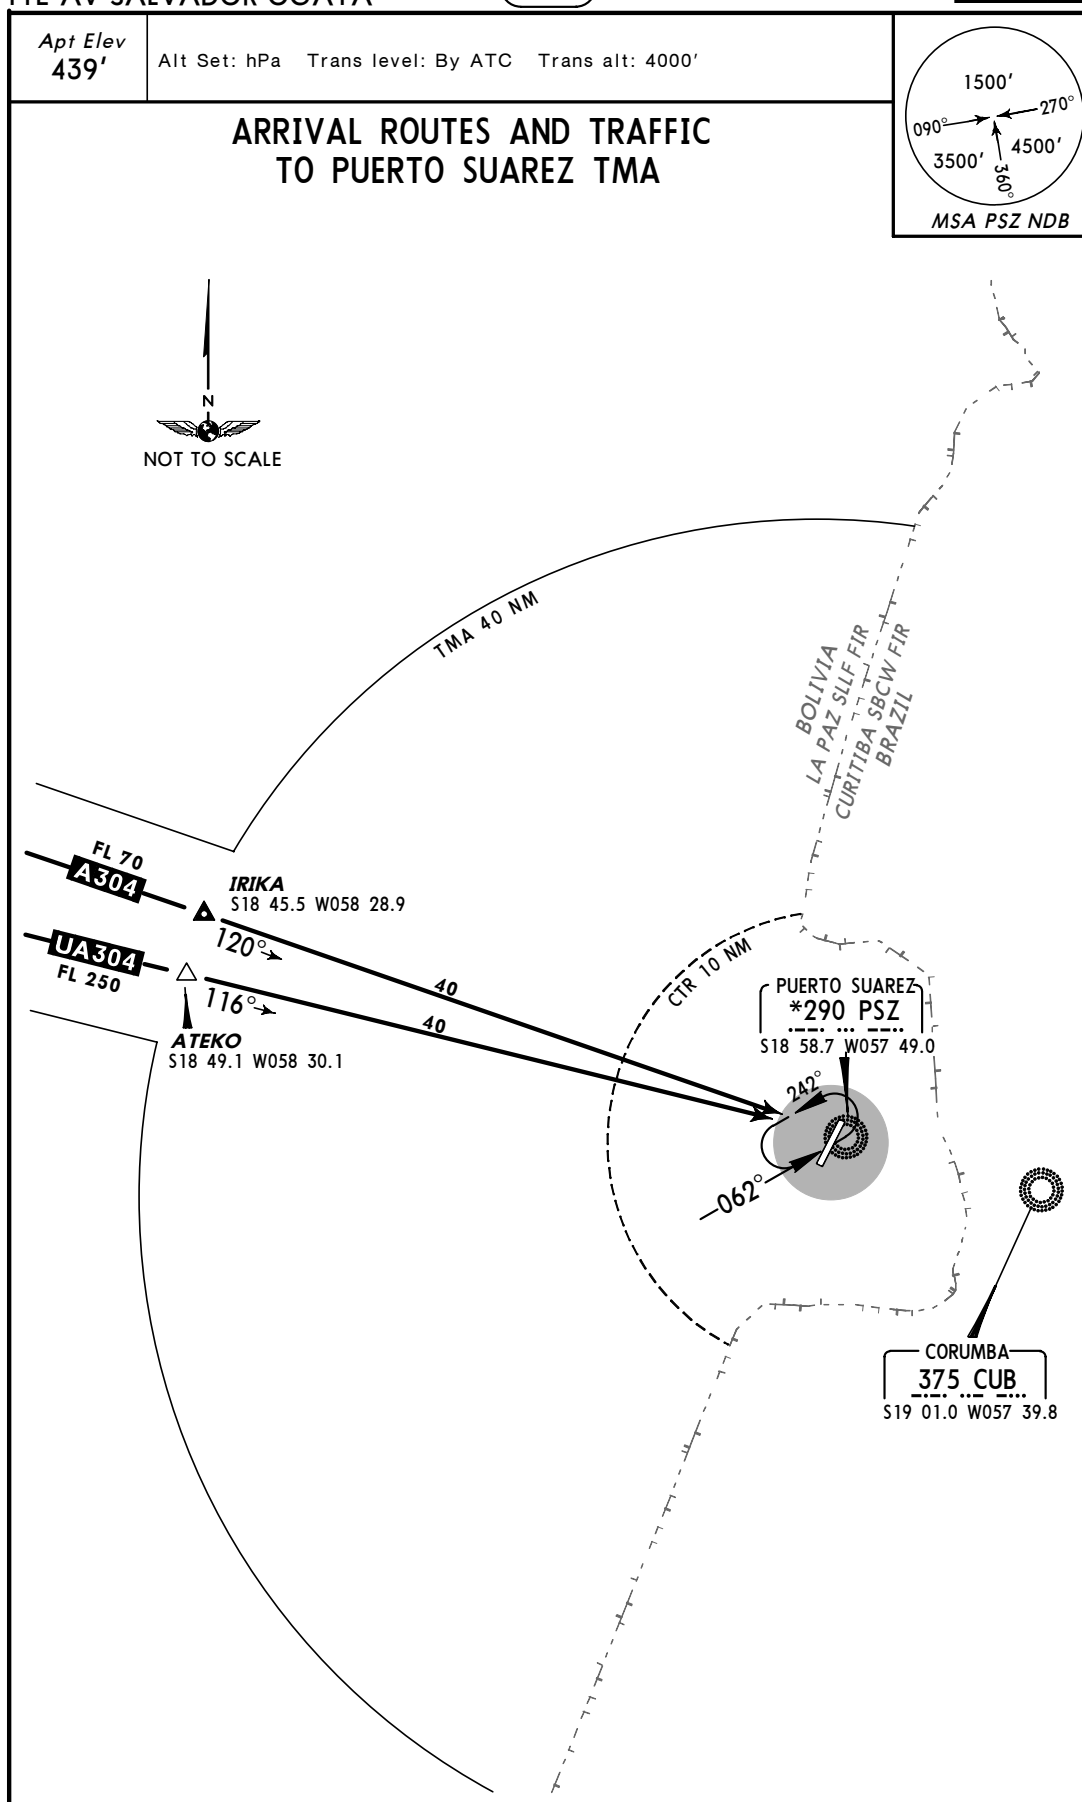 Apt Elev
439'
Alt Set: hPa Trans level: By ATC Trans alt: 4000'
1500'
090°
270°
3500'
4500'
360°
MSA PSZ NDB
ARRIVAL ROUTES AND TRAFFIC
TO PUERTO SUAREZ TMA
N
NOT TO SCALE
TMA 40 NM
BOLIVIA
LA PAZ SLLF FIR
CURITIBA SBCW FIR
BRAZIL
FL 70
A304
IRIKA
S18 45.5 W058 28.9
120°
40
UA304
FL 250
116°
40
ATEKO
S18 49.1 W058 30.1
CTR 10 NM
PUERTO SUAREZ
*290 PSZ
S18 58.7 W057 49.0
242°
062°
CORUMBA
375 CUB
S19 01.0 W057 39.8